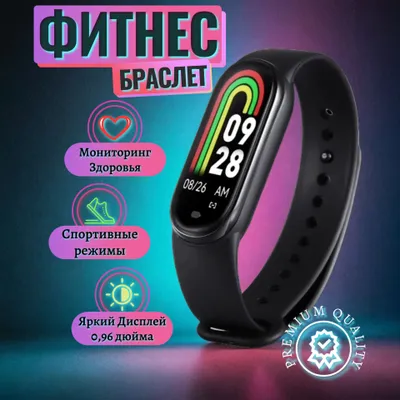 ФИТНЕС
БРАСЛЕТ
Мониторинг
Здоровья
Спортивные
режимы
Яркий Дисплей
0,96 дюйма
09
28
08/26 AM
PREMIUM QUALITY